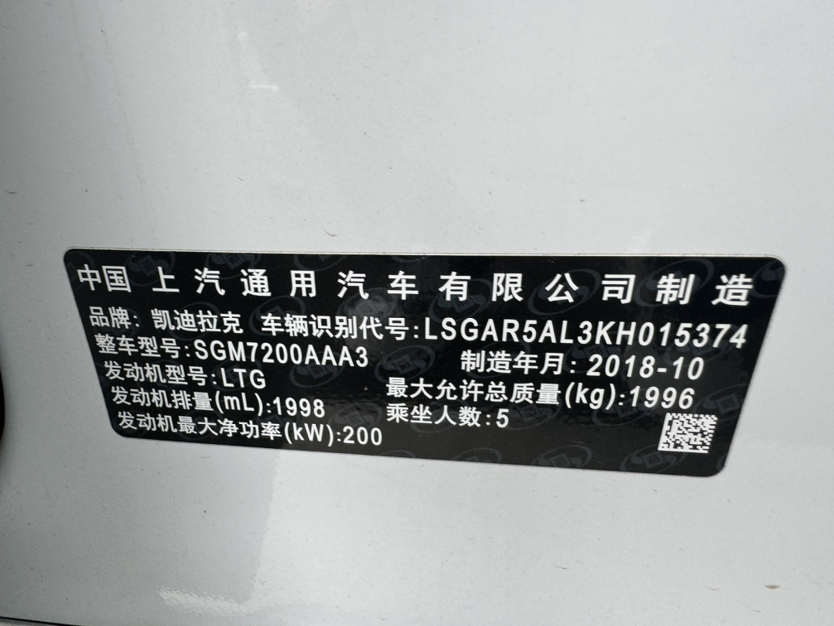 中国 上汽通用汽车有限公司制造
品牌: 凯迪拉克 车辆识别代号:LSGAR5AL3KH015374
整车型号:SGM7200AAA3 制造年月: 2018-10
发动机型号:LTG 最大允许总质量(kg):1996
发动机排量(mL):1998 乘坐人数:5
发动机最大净功率(kW):200